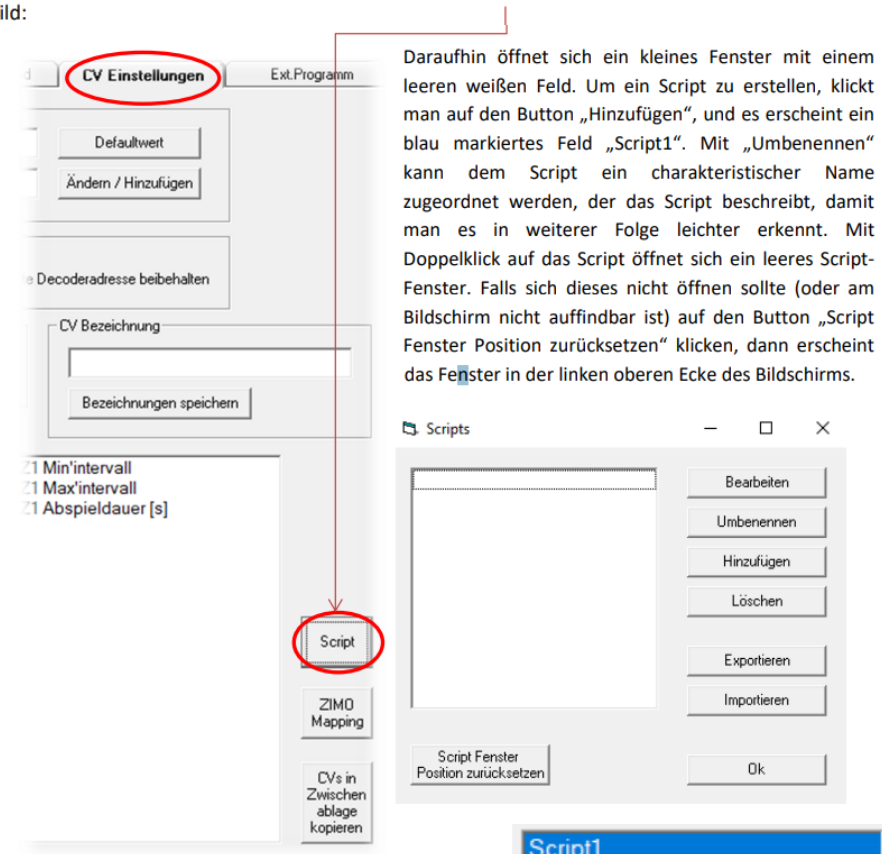 ild:
Daraufhin öffnet sich ein kleines Fenster mit einem
leeren weißen Feld. Um ein Script zu erstellen, klickt
man auf den Button „Hinzufügen“, und es erscheint ein
blau markiertes Feld „Script1“. Mit „Umbenennen“
kann dem Script ein charakteristischer Name
zugeordnet werden, der das Script beschreibt, damit
man es in weiterer Folge leichter erkennt. Mit
Doppelklick auf das Script öffnet sich ein leeres Script-
Fenster. Falls sich dieses nicht öffnen sollte (oder am
Bildschirm nicht auffindbar ist) auf den Button „Script
Fenster Position zurücksetzen“ klicken, dann erscheint
das Fenster in der linken oberen Ecke des Bildschirms.
CV Einstellungen
Ext.Programm
Defaultwert
Ändern / Hinzufügen
Decoderadresse beibehalten
CV Bezeichnung
Bezeichnungen speichern
Z1 Min'intervall
Z1 Max'intervall
Z1 Abspieldauer [s]
Script
ZIMO
Mapping
CVs in
Zwischen
ablage
kopieren
Scripts
Bearbeiten
Umbenennen
Hinzufügen
Löschen
Exportieren
Importieren
Script Fenster
Position zurücksetzen
Ok
Script1